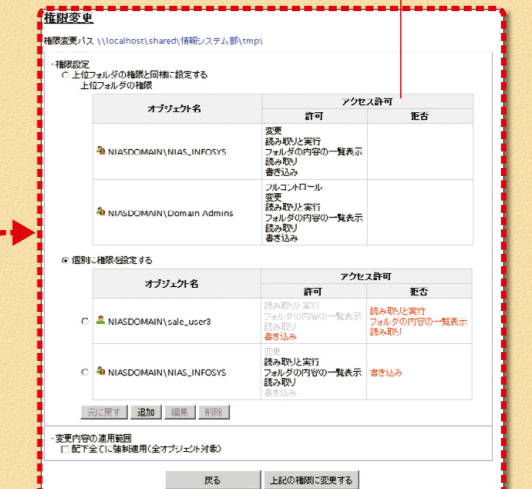 権限変更
権限変更パス \\localhost\shared\情報システム部\tmp\
・権限設定
上位フォルダの権限と同様に設定する
上位フォルダの権限
オブジェクト名
アクセス許可
許可
拒否
NIASDOMAIN\NIAS_INFOSYS
変更
読み取りと実行
フォルダの内容の一覧表示
読み取り
書き込み
NIASDOMAIN\Domain Admins
フルコントロール
変更
読み取りと実行
フォルダの内容の一覧表示
読み取り
書き込み
個別に権限を設定する
オブジェクト名
アクセス許可
許可
拒否
NIASDOMAIN\sale_user3
読み取りと実行
フォルダの内容の一覧表示
読み取り
書き込み
読み取りと実行
フォルダの内容の一覧表示
読み取り
NIASDOMAIN\NIAS_INFOSYS
変更
読み取りと実行
フォルダの内容の一覧表示
読み取り
書き込み
書き込み
元に戻す 追加 編集 削除
・変更内容の適用範囲
配下全てに強制適用(全オブジェクト対象)
戻る 上記の権限に変更する